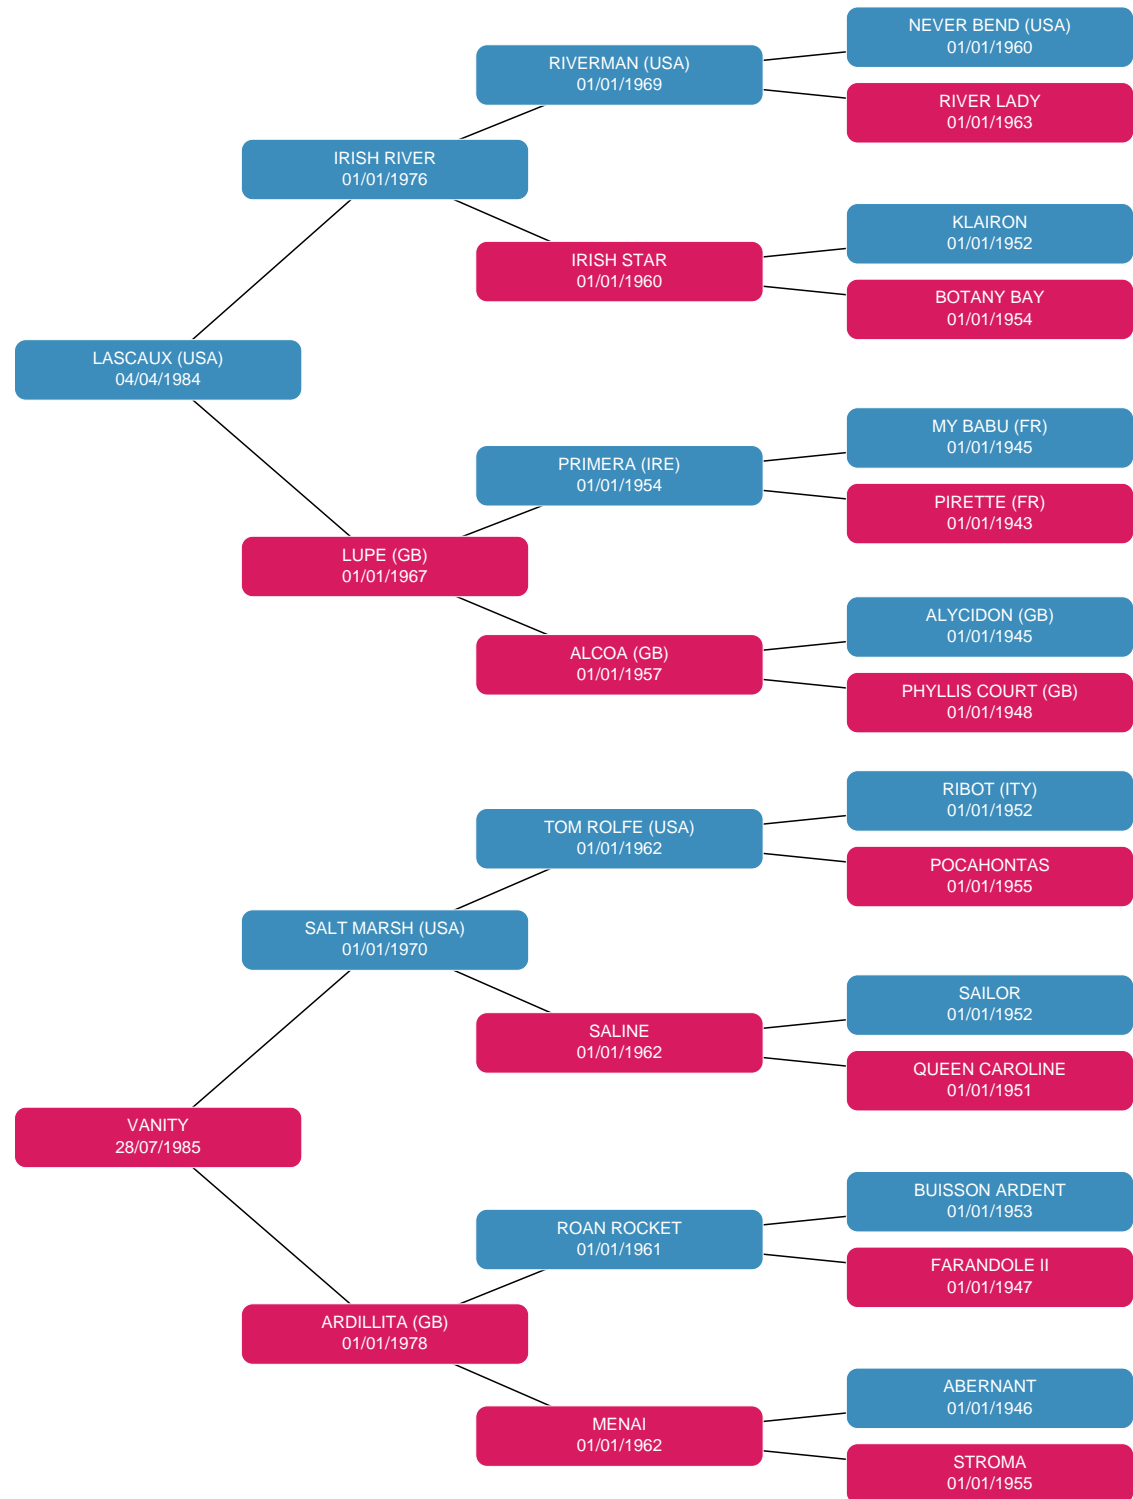 NEVER BEND (USA)
01/01/1960
RIVERMAN (USA)
01/01/1969
RIVER LADY
01/01/1963
IRISH RIVER
01/01/1976
KLAIRON
01/01/1952
IRISH STAR
01/01/1960
BOTANY BAY
01/01/1954
LASCAUX (USA)
04/04/1984
MY BABU (FR)
01/01/1945
PRIMERA (IRE)
01/01/1954
PIRETTE (FR)
01/01/1943
LUPE (GB)
01/01/1967
ALYCIDON (GB)
01/01/1945
ALCOA (GB)
01/01/1957
PHYLLIS COURT (GB)
01/01/1948
RIBOT (ITY)
01/01/1952
TOM ROLFE (USA)
01/01/1962
POCAHONTAS
01/01/1955
SALT MARSH (USA)
01/01/1970
SAILOR
01/01/1952
SALINE
01/01/1962
QUEEN CAROLINE
01/01/1951
VANITY
28/07/1985
BUISSON ARDENT
01/01/1953
ROAN ROCKET
01/01/1961
FARANDOLE II
01/01/1947
ARDILLITA (GB)
01/01/1978
ABERNANT
01/01/1946
MENAI
01/01/1962
STROMA
01/01/1955